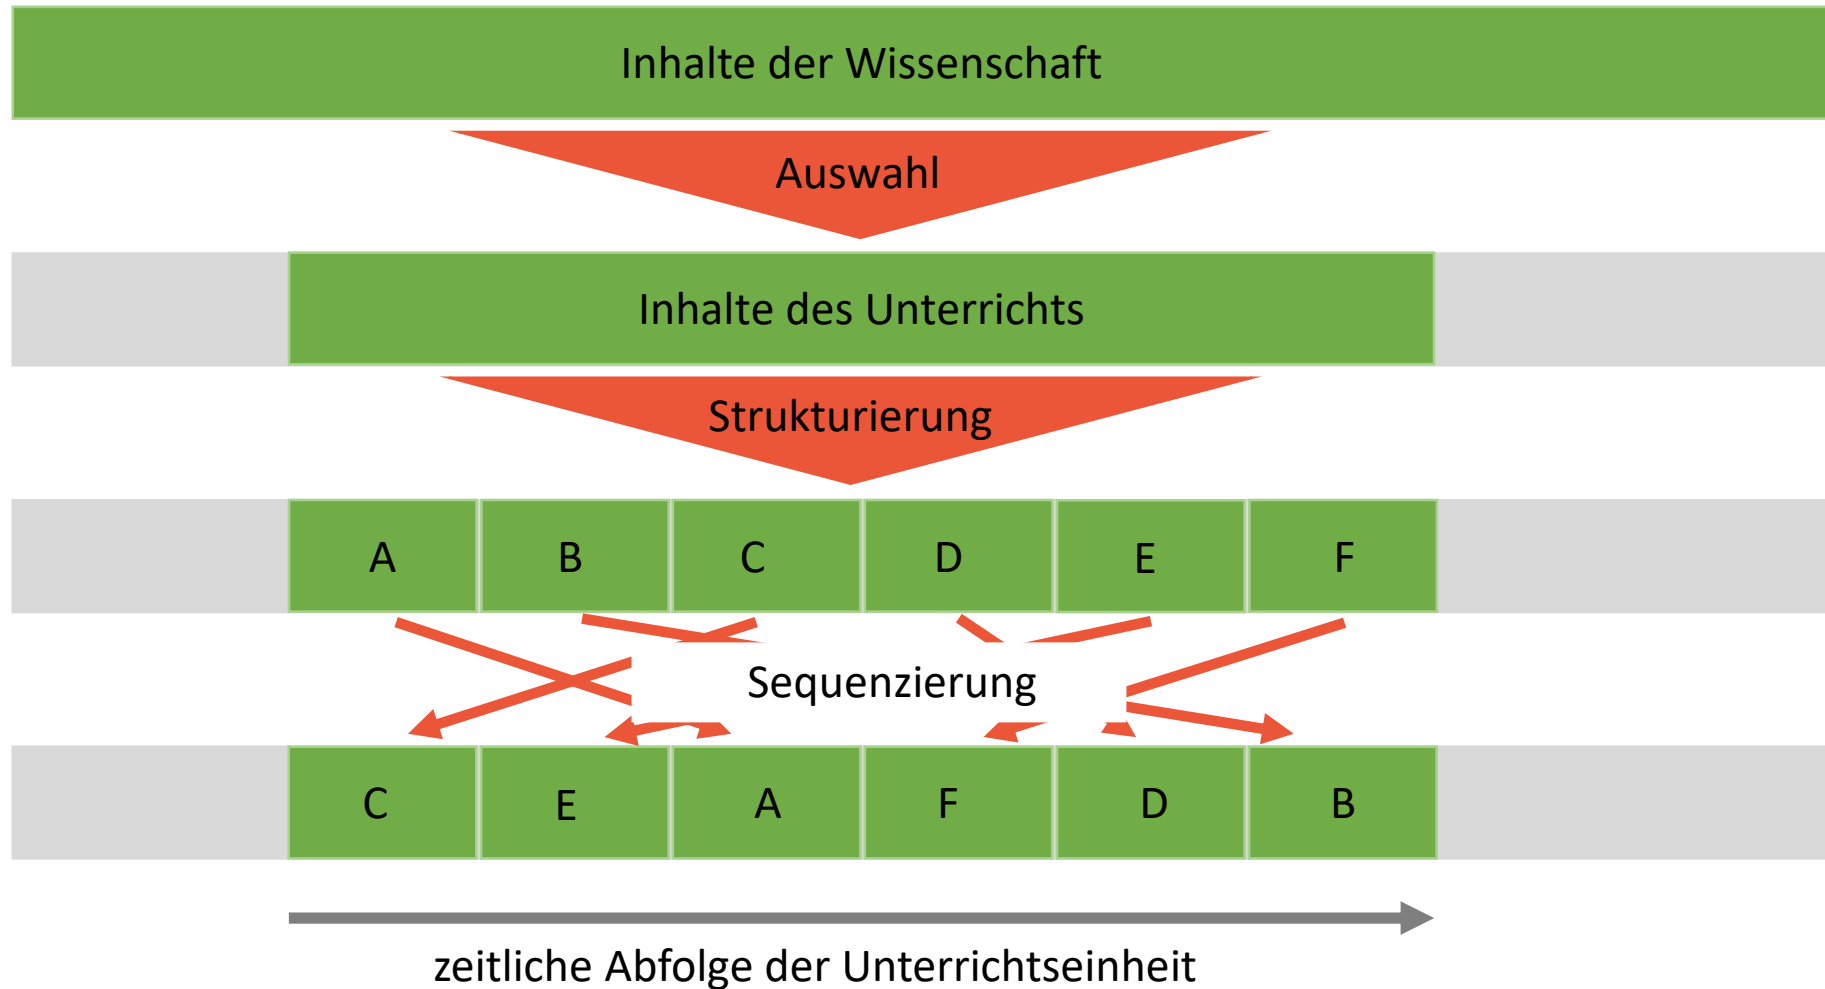 Inhalte der Wissenschaft
Auswahl
Inhalte des Unterrichts
Strukturierung
A B C D E F
Sequenzierung
C E A F D B
zeitliche Abfolge der Unterrichtseinheit